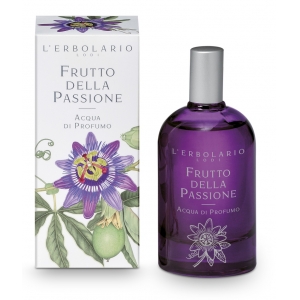 L'ERBOLARIO
LODI
FRUTTO
DELLA
PASSIONE
ACQUA
DI PROFUMO
L'ERBOLARIO
LODI
FRUTTO
DELLA
PASSIONE
ACQUA DI PROFUMO